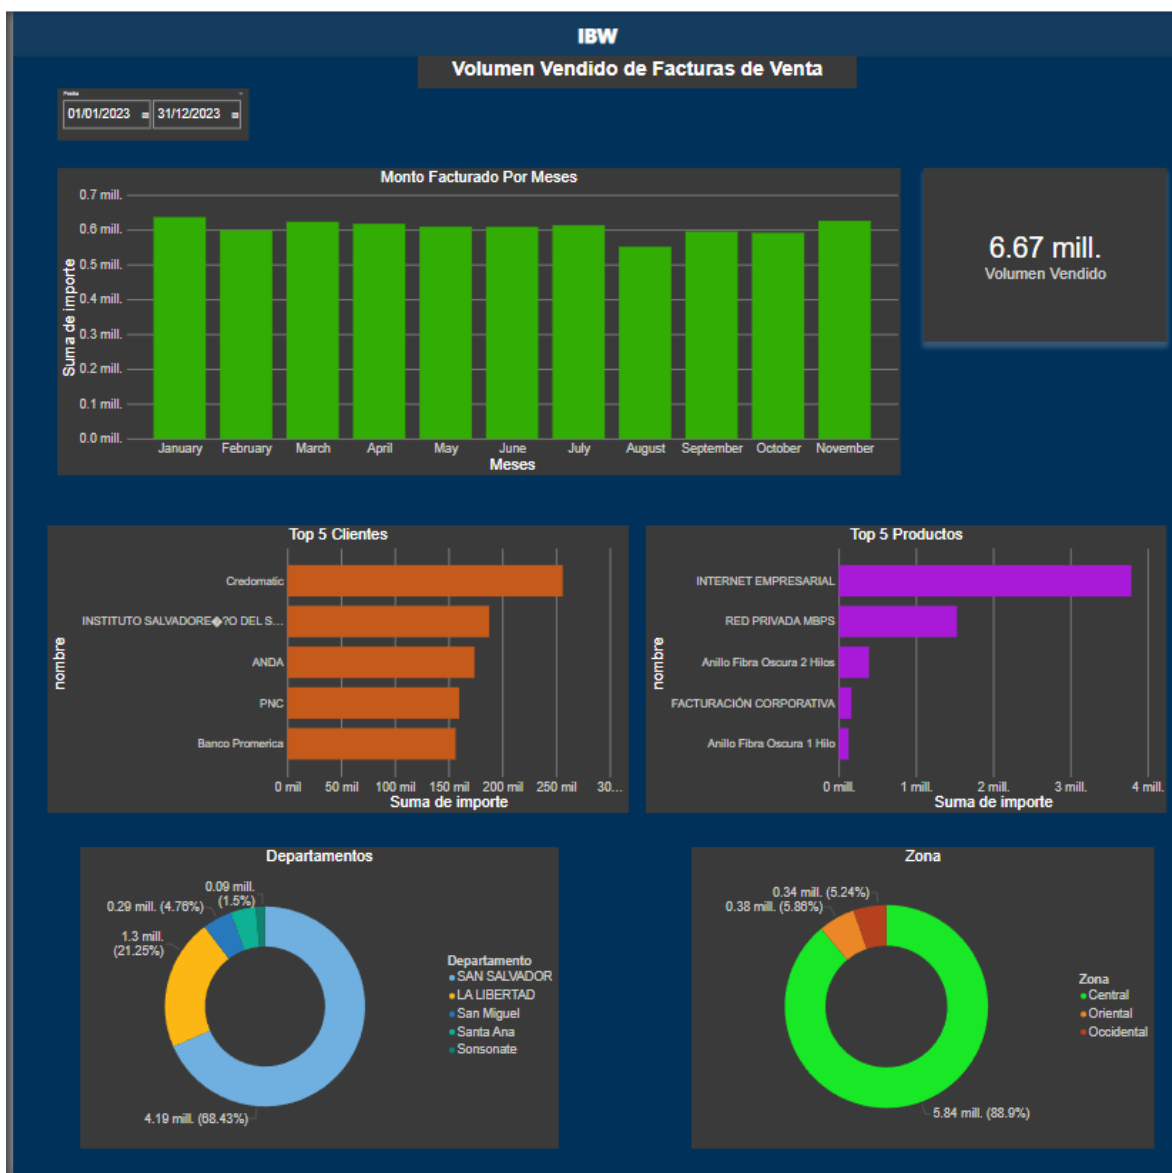 IBW
Volumen Vendido de Facturas de Venta
Fecha
01/01/2023 31/12/2023
Monto Facturado Por Meses
Suma de importe
0.7 mill.
0.6 mill.
0.5 mill.
0.4 mill.
0.3 mill.
0.2 mill.
0.1 mill.
0.0 mill.
January February March April May June July August September October November
Meses
6.67 mill.
Volumen Vendido
Top 5 Clientes
nombre
Credomatic
INSTITUTO SALVADORE�?O DEL S...
ANDA
PNC
Banco Promerica
0 mil 50 mil 100 mil 150 mil 200 mil 250 mil 30...
Suma de importe
Top 5 Productos
nombre
INTERNET EMPRESARIAL
RED PRIVADA MBPS
Anillo Fibra Oscura 2 Hilos
FACTURACIÓN CORPORATIVA
Anillo Fibra Oscura 1 Hilo
0 mill. 1 mill. 2 mill. 3 mill. 4 mill.
Suma de importe
Departamentos
0.09 mill.
(1.5%)
0.29 mill. (4.76%)
1.3 mill.
(21.25%)
4.19 mill. (68.43%)
Departamento
SAN SALVADOR
LA LIBERTAD
San Miguel
Santa Ana
Sonsonate
Zona
0.34 mill. (5.24%)
0.38 mill. (5.86%)
5.84 mill. (88.9%)
Zona
Central
Oriental
Occidental